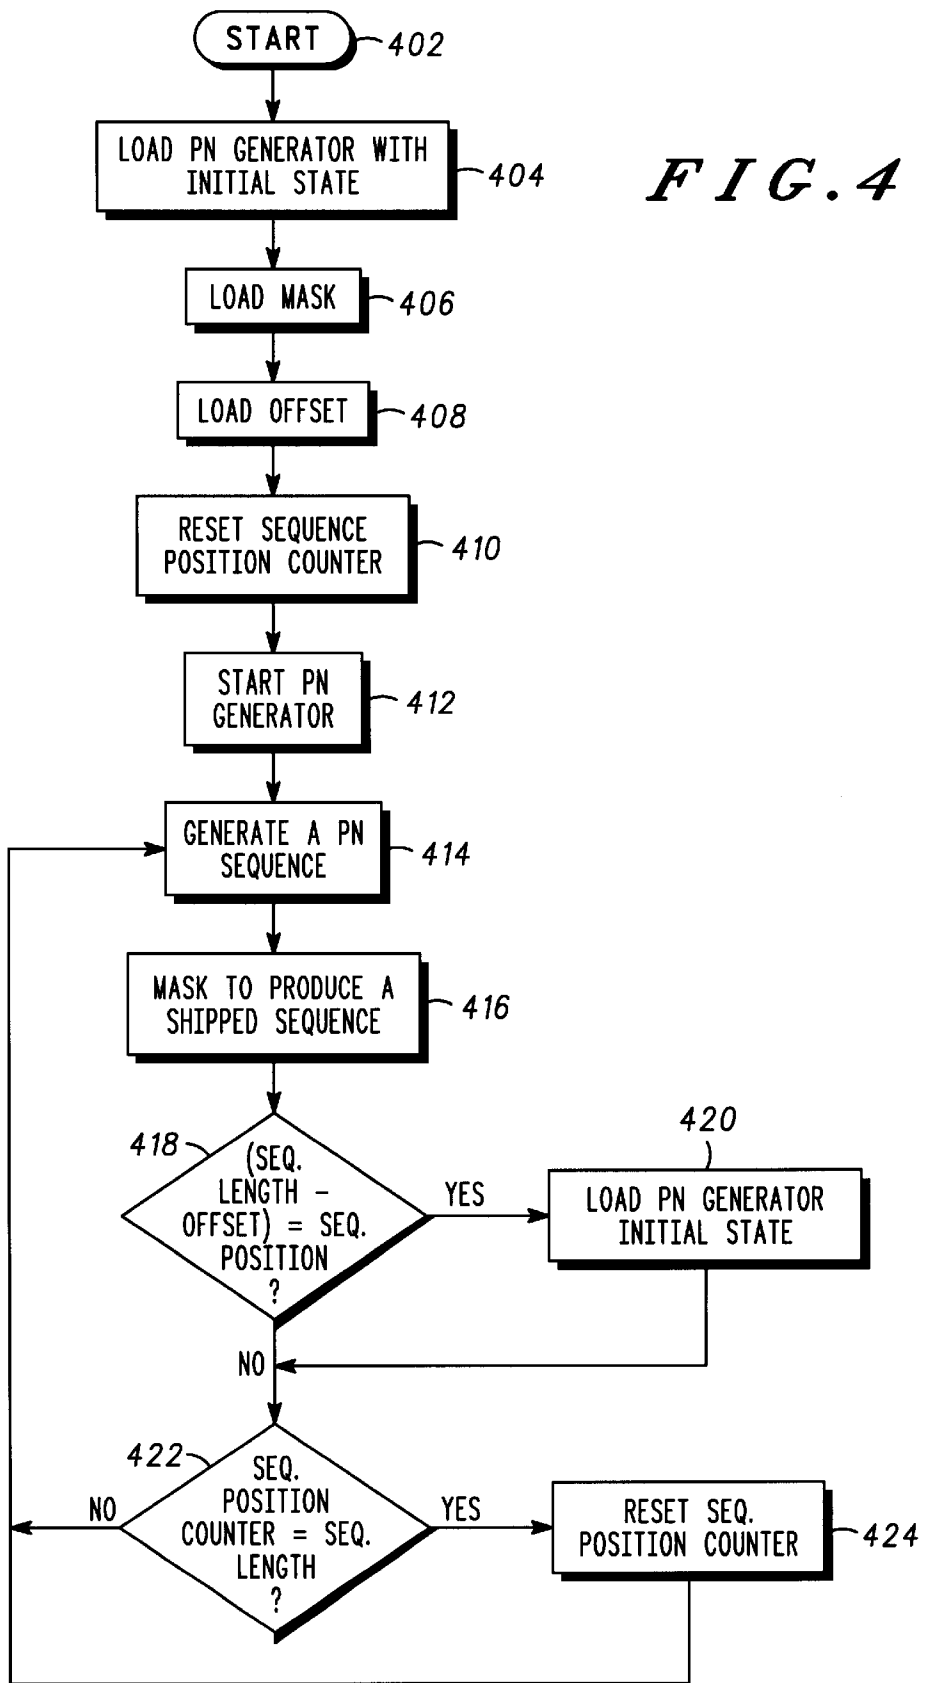 START
402
LOAD PN GENERATOR WITH
INITIAL STATE
404
FIG.4
LOAD MASK
406
LOAD OFFSET
408
RESET SEQUENCE
POSITION COUNTER
410
START PN
GENERATOR
412
GENERATE A PN
SEQUENCE
414
MASK TO PRODUCE A
SHIPPED SEQUENCE
416
418
(SEQ.
LENGTH -
OFFSET) = SEQ.
POSITION
?
YES
420
LOAD PN GENERATOR
INITIAL STATE
NO
422
SEQ.
POSITION
COUNTER = SEQ.
LENGTH
?
NO
YES
RESET SEQ.
POSITION COUNTER
424